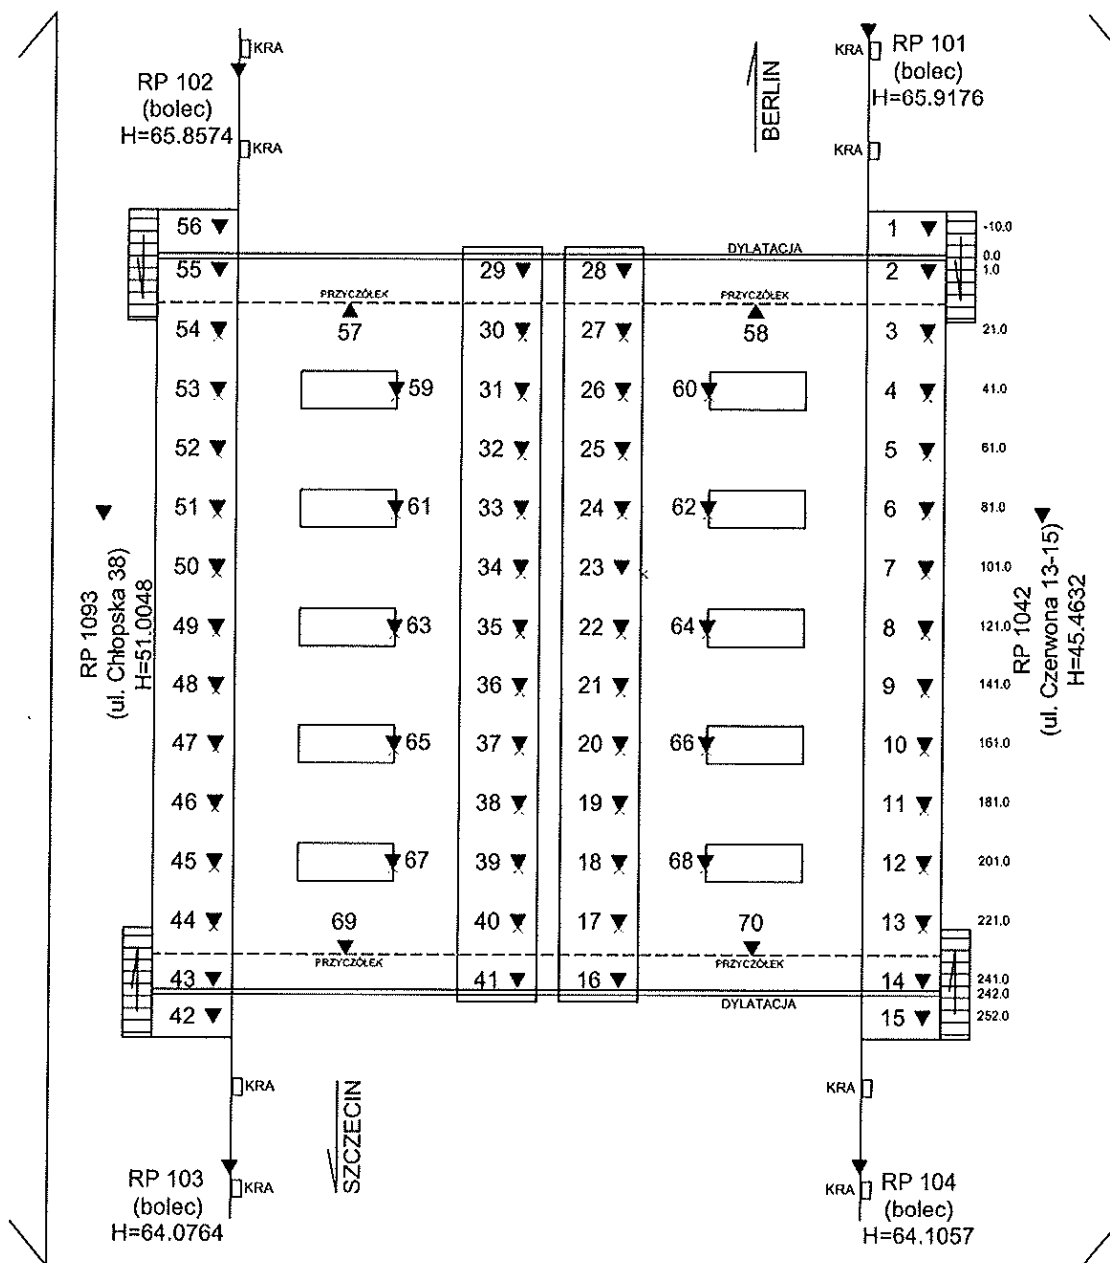 KRA
KRA
RP 101
(bolec)
H=65.9176
RP 102
(bolec)
H=65.8574
BERLIN
KRA
KRA
56
1
-10.0
DYLATACJA
0.0
55
29
28
2
1.0
PRZYCZÓŁEK
PRZYCZÓŁEK
54
57
30
27
58
3
21.0
53
59
31
26
60
4
41.0
52
32
25
5
61.0
51
61
33
24
62
6
81.0
50
34
23
7
101.0
RP 1093
(ul. Chłopska 38)
H=51.0048
RP 1042
(ul. Czerwona 13-15)
H=45.4632
49
63
35
22
64
8
121.0
48
36
21
9
141.0
47
65
37
20
66
10
161.0
46
38
19
11
181.0
45
67
39
18
68
12
201.0
44
69
40
17
70
13
221.0
PRZYCZÓŁEK
PRZYCZÓŁEK
43
41
16
14
241.0
242.0
DYLATACJA
42
15
252.0
KRA
KRA
SZCZECIN
RP 103
(bolec)
H=64.0764
KRA
KRA
RP 104
(bolec)
H=64.1057